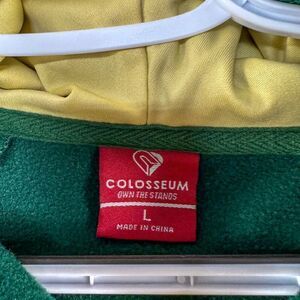 COLOSSEUM
OWN THE STANDS
L
MADE IN CHINA